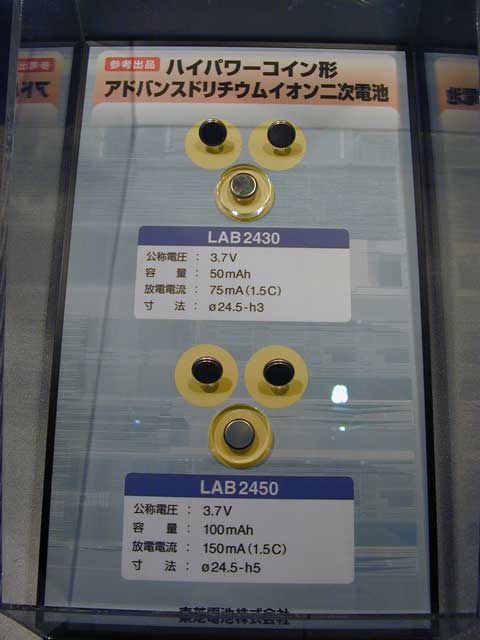 参考出品 ハイパワーコイン形
アドバンスドリチウムイオン二次電池
LAB2430
公称電圧 : 3.7V
容 量 : 50mAh
放電電流 : 75mA(1.5C)
寸 法 : ø24.5-h3
LAB2450
公称電圧 : 3.7V
容 量 : 100mAh
放電電流 : 150mA(1.5C)
寸 法 : ø24.5-h5
東芝電池株式会社